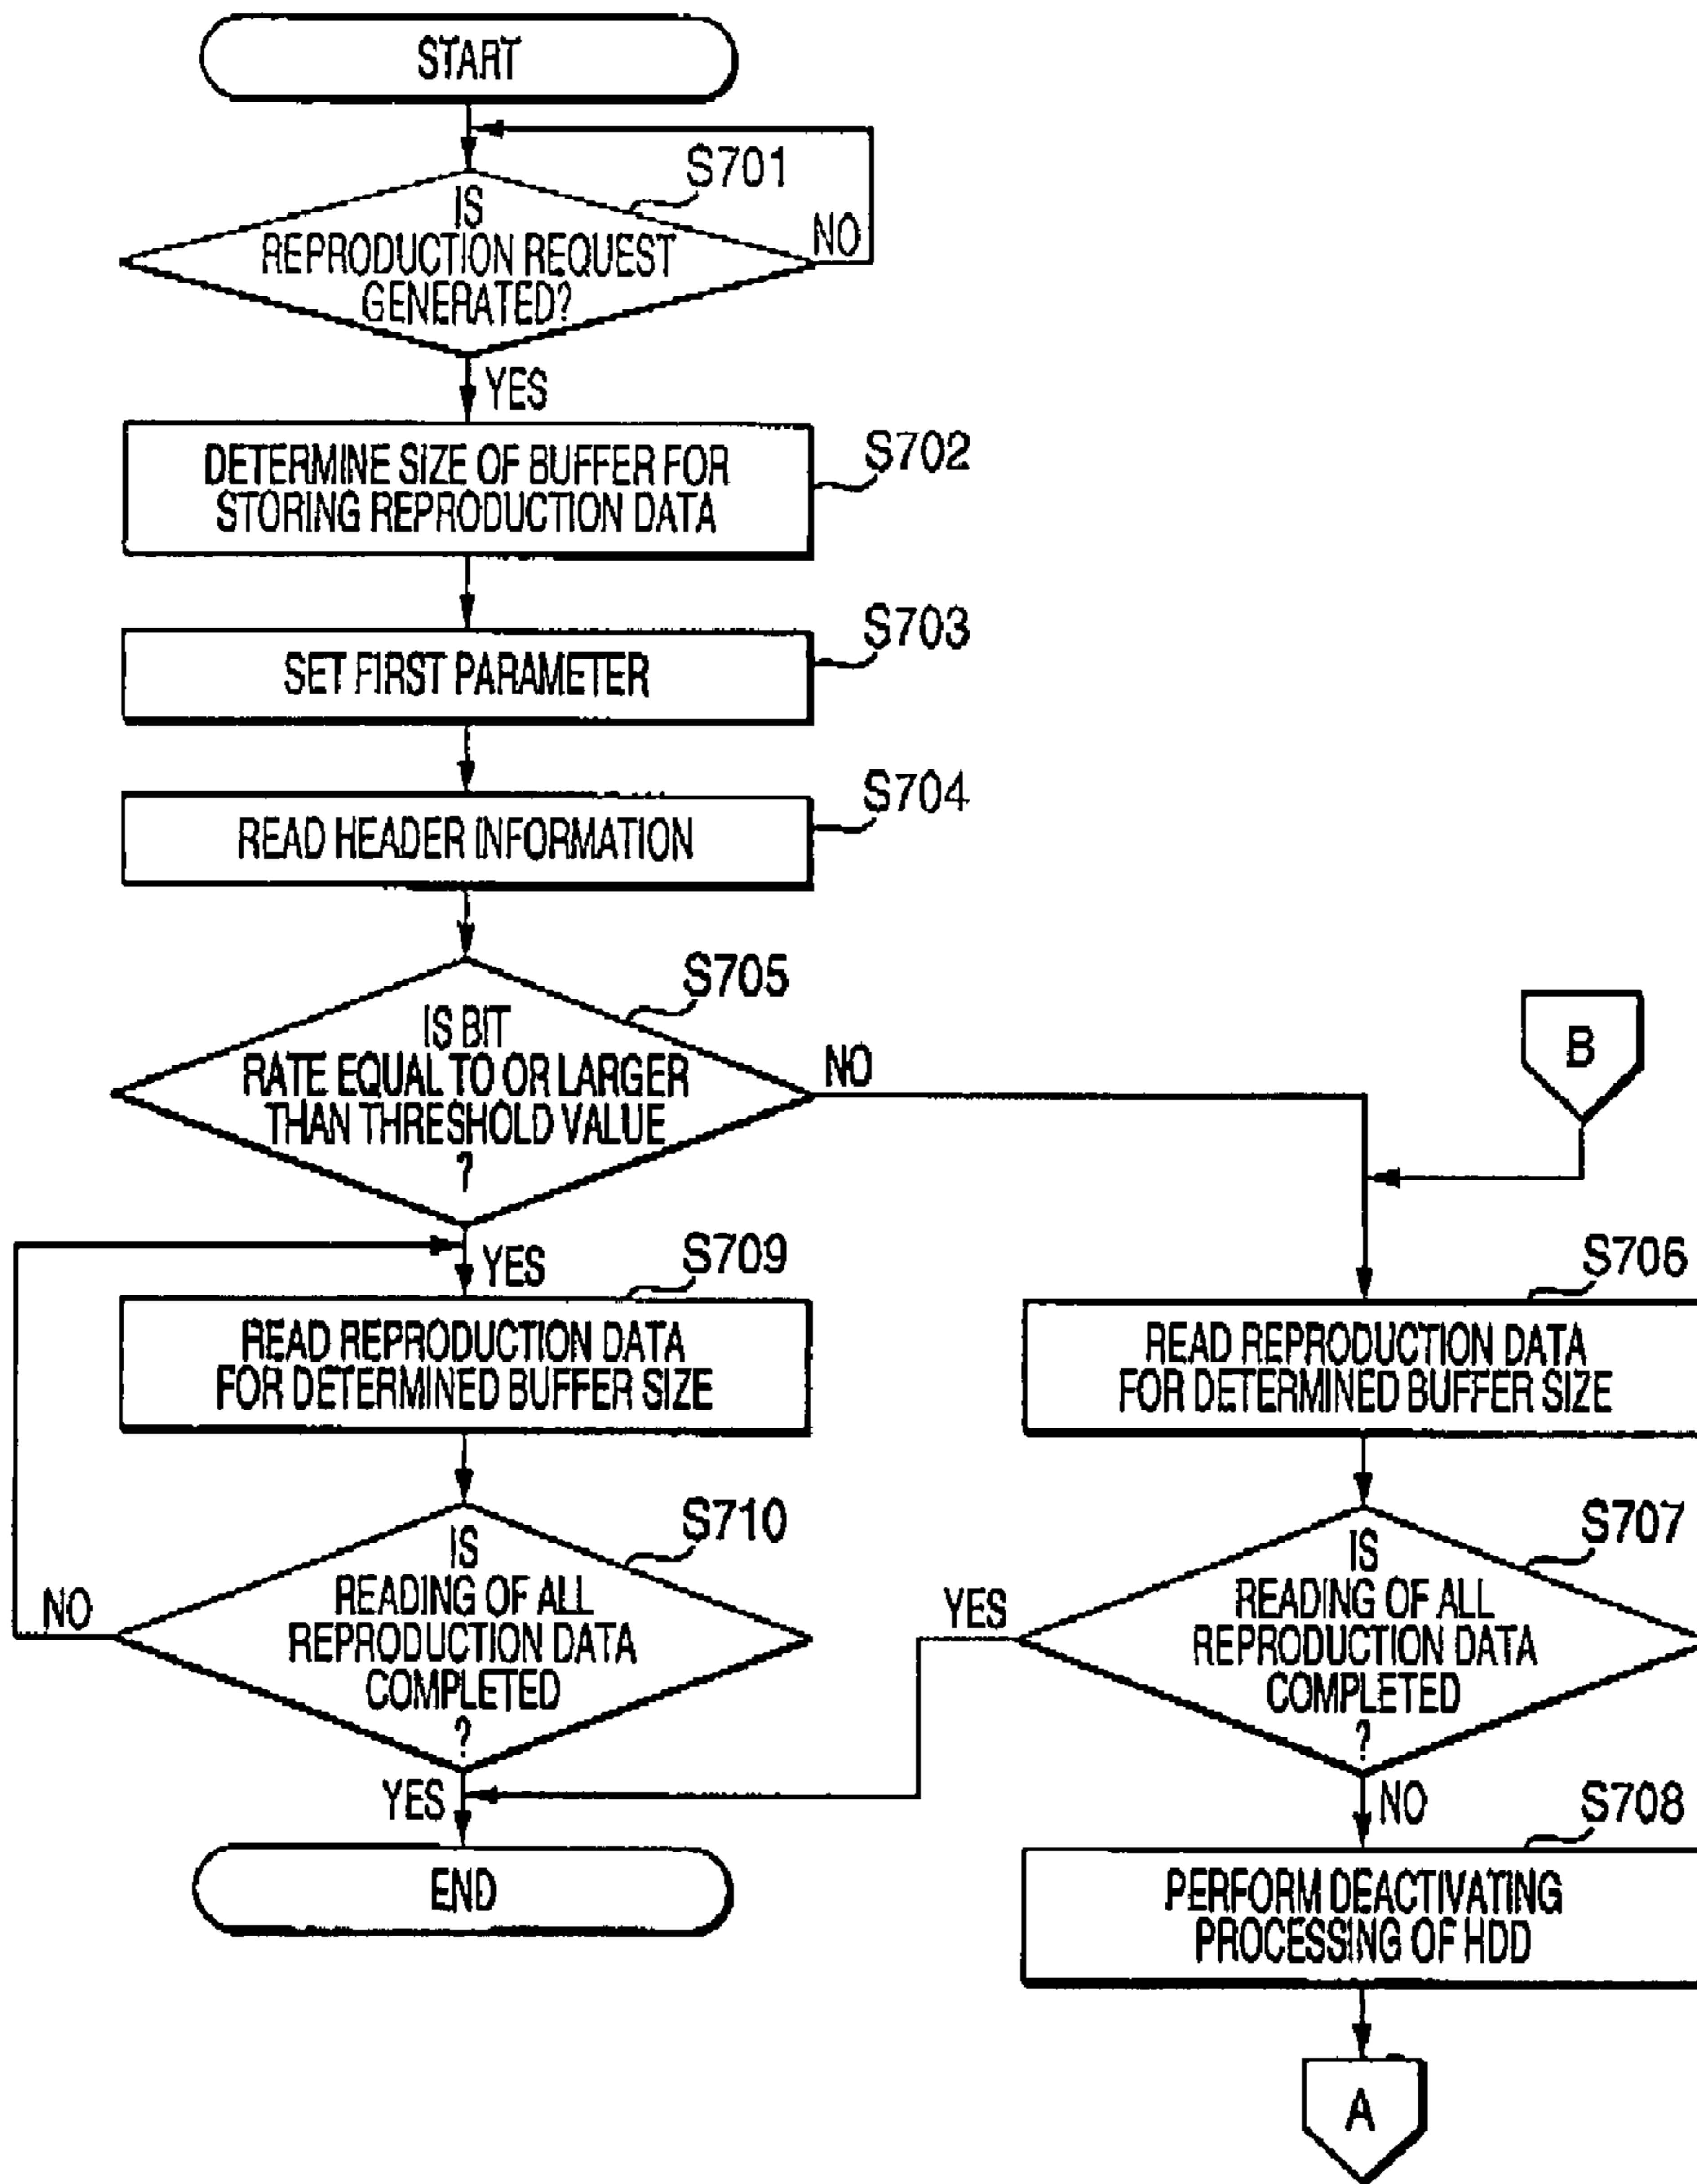 START
S701
IS
REPRODUCTION REQUEST
GENERATED?
NO
YES
DETERMINE SIZE OF BUFFER FOR
STORING REPRODUCTION DATA
S702
SET FIRST PARAMETER
S703
READ HEADER INFORMATION
S704
S705
IS BIT
RATE EQUAL TO OR LARGER
THAN THRESHOLD VALUE
?
NO
B
YES
S709
READ REPRODUCTION DATA
FOR DETERMINED BUFFER SIZE
S706
READ REPRODUCTION DATA
FOR DETERMINED BUFFER SIZE
S710
IS
READING OF ALL
REPRODUCTION DATA
COMPLETED
?
NO
YES
S707
IS
READING OF ALL
REPRODUCTION DATA
COMPLETED
?
YES
NO
END
S708
PERFORM DEACTIVATING
PROCESSING OF HDD
A